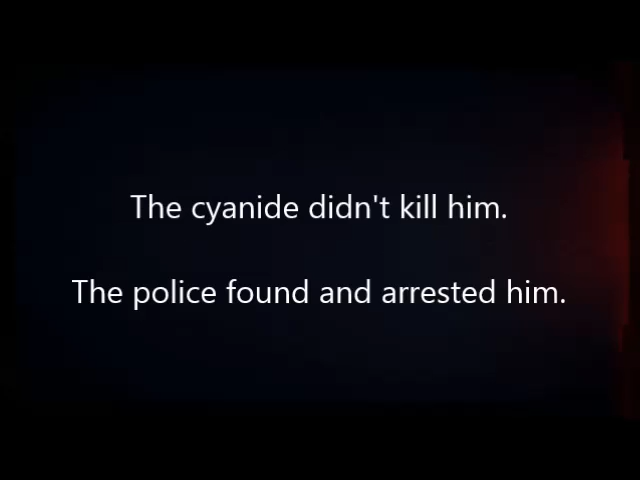 The cyanide didn't kill him.
The police found and arrested him.